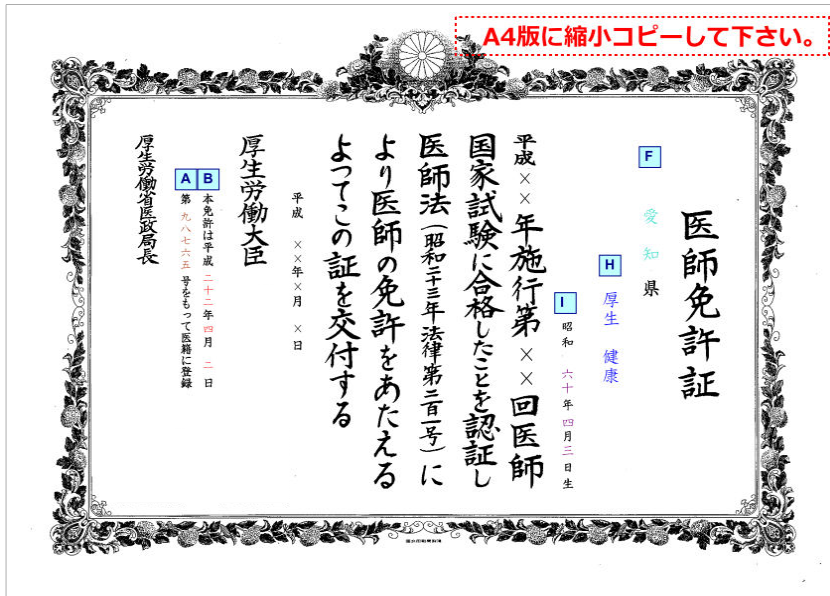 A4版に縮小コピーして下さい。
医師免許証
F
愛知県
H
厚生 健康
I
昭和 六十年四月三日生
平成××年施行第××回医師
国家試験に合格したことを認証し
医師法(昭和二十三年法律第二百一号)に
より医師の免許をあたえる
よってこの証を交付する
平成 ××年×月 ×日
厚生労働大臣
B
本免許は平成 二十二年四月 二日
A
第 九八七六五 号をもって医籍に登録
厚生労働省医政局長